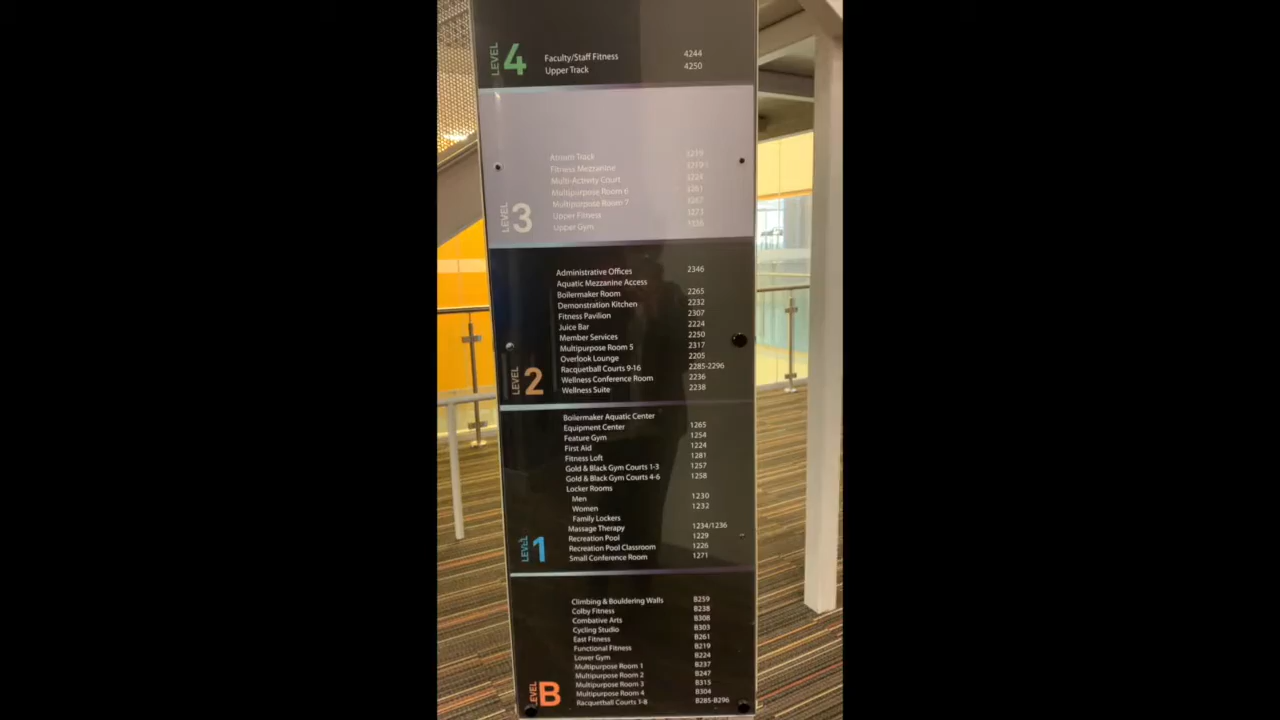 LEVEL 4
Faculty/Staff Fitness 4244
Upper Track 4250
LEVEL 3
Atrium Track 3219
Fitness Mezzanine
Multi-Activity Court 3224
Multipurpose Room 6 3261
Multipurpose Room 7 3267
Upper Fitness 3271
Upper Gym
LEVEL 2
Administrative Offices 2346
Aquatic Mezzanine Access
Boilermaker Room 2265
Demonstration Kitchen 2232
Fitness Pavilion 2307
Juice Bar 2224
Member Services 2250
Multipurpose Room 5 2317
Overlook Lounge 2205
Racquetball Courts 9-16 2285-2296
Wellness Conference Room 2236
Wellness Suite 2238
LEVEL 1
Boilermaker Aquatic Center
Equipment Center 1265
Feature Gym 1254
First Aid 1224
Fitness Loft 1281
Gold & Black Gym Courts 1-3 1257
Gold & Black Gym Courts 4-6 1258
Locker Rooms
Men 1230
Women 1232
Family Lockers
Massage Therapy 1234/1236
Recreation Pool 1229
Recreation Pool Classroom 1226
Small Conference Room 1271
LEVEL B
Climbing & Bouldering Walls B259
Colby Fitness B238
Combative Arts B308
Cycling Studio B303
East Fitness B261
Functional Fitness B219
Lower Gym B224
Multipurpose Room 1 B237
Multipurpose Room 2 B247
Multipurpose Room 3 B315
Multipurpose Room 4 B304
Racquetball Courts 1-8 B285-B296